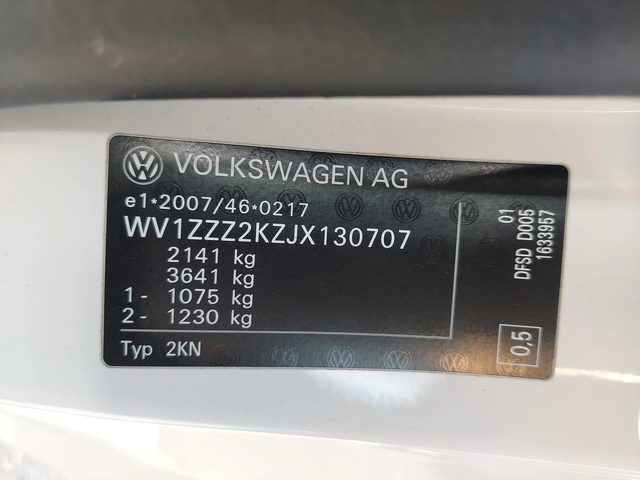 VOLKSWAGEN AG
e1*2007/46*0217
WV1ZZZ2KZJX130707
2141 kg
3641 kg
1- 1075 kg
2- 1230 kg
Typ 2KN
01
DFSD D005
1633957
0,5